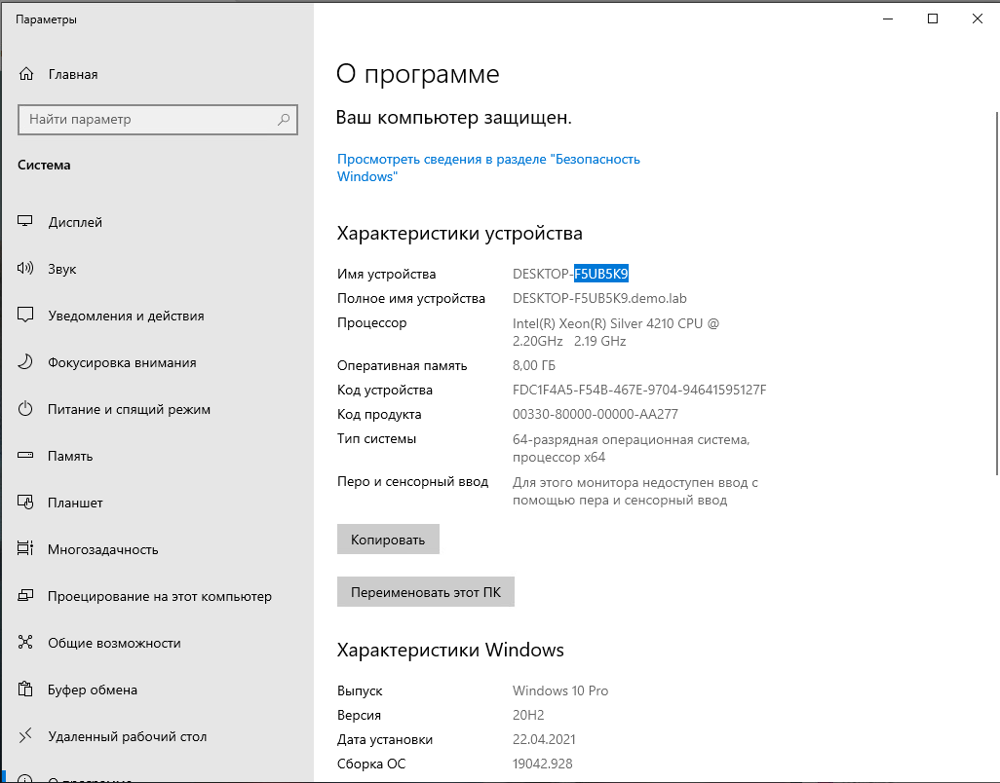 Параметры
Главная
Найти параметр
Система
Дисплей
Звук
Уведомления и действия
Фокусировка внимания
Питание и спящий режим
Память
Планшет
Многозадачность
Проецирование на этот компьютер
Общие возможности
Буфер обмена
Удаленный рабочий стол
О программе
О программе
Ваш компьютер защищен.
Просмотреть сведения в разделе "Безопасность
Windows"
Характеристики устройства
Имя устройства DESKTOP-F5UB5K9
Полное имя устройства DESKTOP-F5UB5K9.demo.lab
Процессор Intel(R) Xeon(R) Silver 4210 CPU @
2.20GHz 2.19 GHz
Оперативная память 8,00 ГБ
Код устройства FDC1F4A5-F54B-467E-9704-94641595127F
Код продукта 00330-80000-00000-AA277
Тип системы 64-разрядная операционная система,
процессор x64
Перо и сенсорный ввод Для этого монитора недоступен ввод с
помощью пера и сенсорный ввод
Копировать
Переименовать этот ПК
Характеристики Windows
Выпуск Windows 10 Pro
Версия 20H2
Дата установки 22.04.2021
Сборка ОС 19042.928